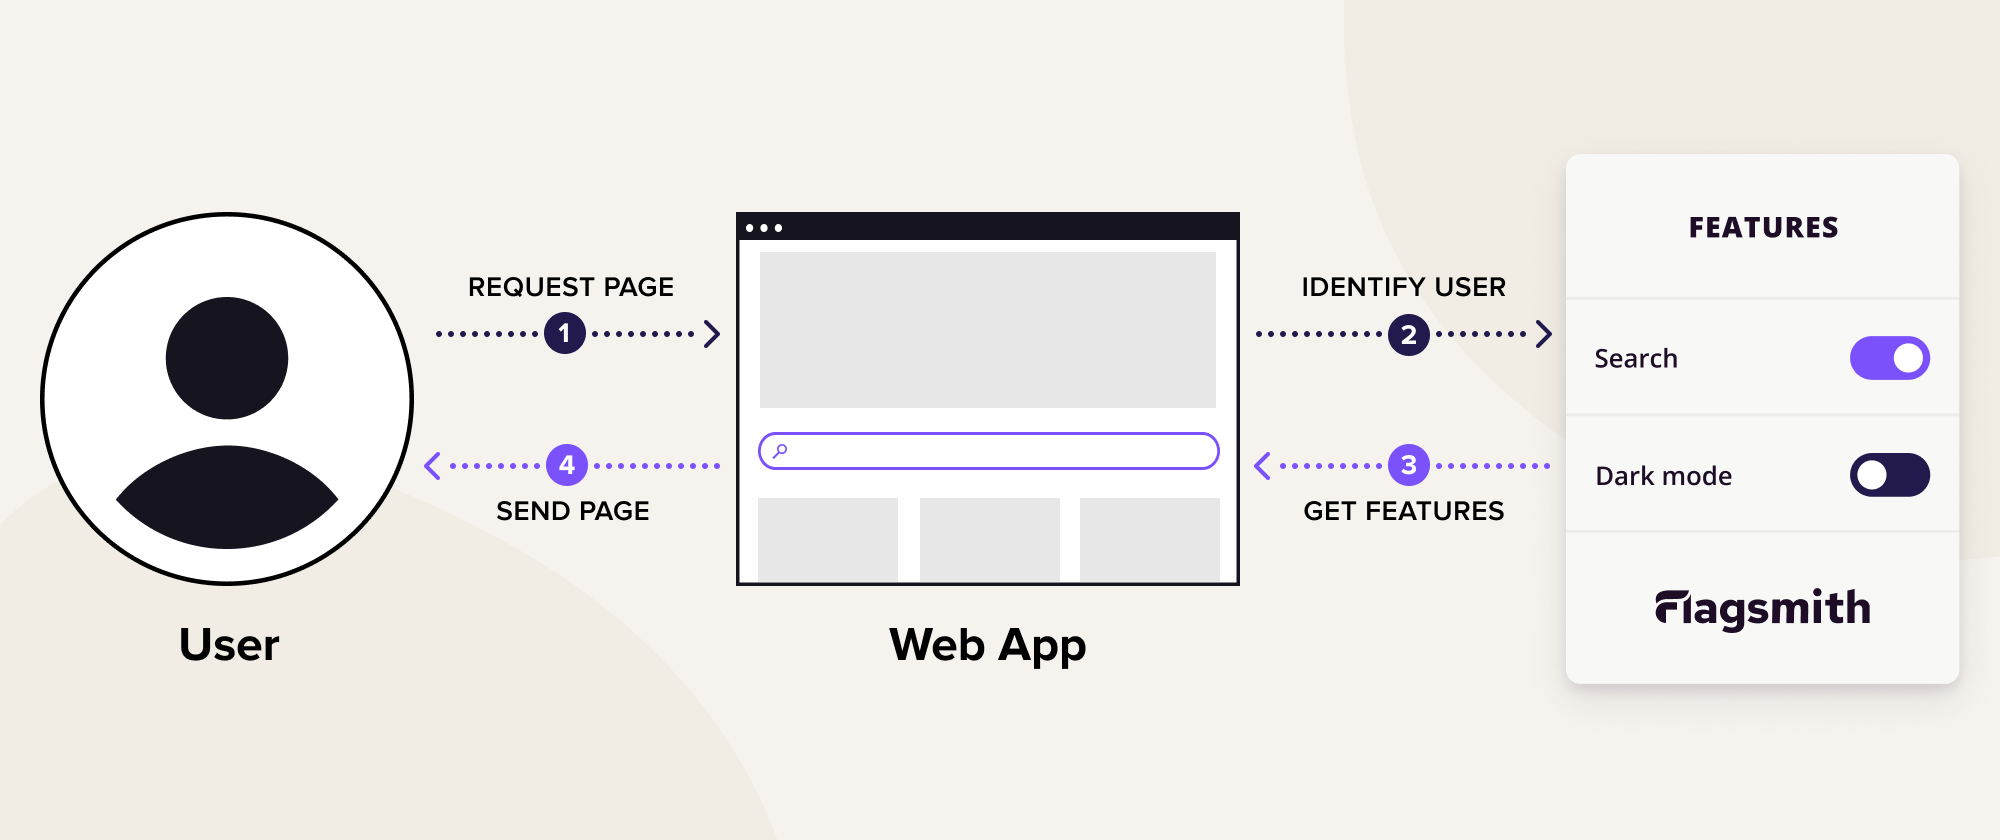 REQUEST PAGE
1
4
SEND PAGE
User
Web App
IDENTIFY USER
2
3
GET FEATURES
FEATURES
Search
Dark mode
Flagsmith